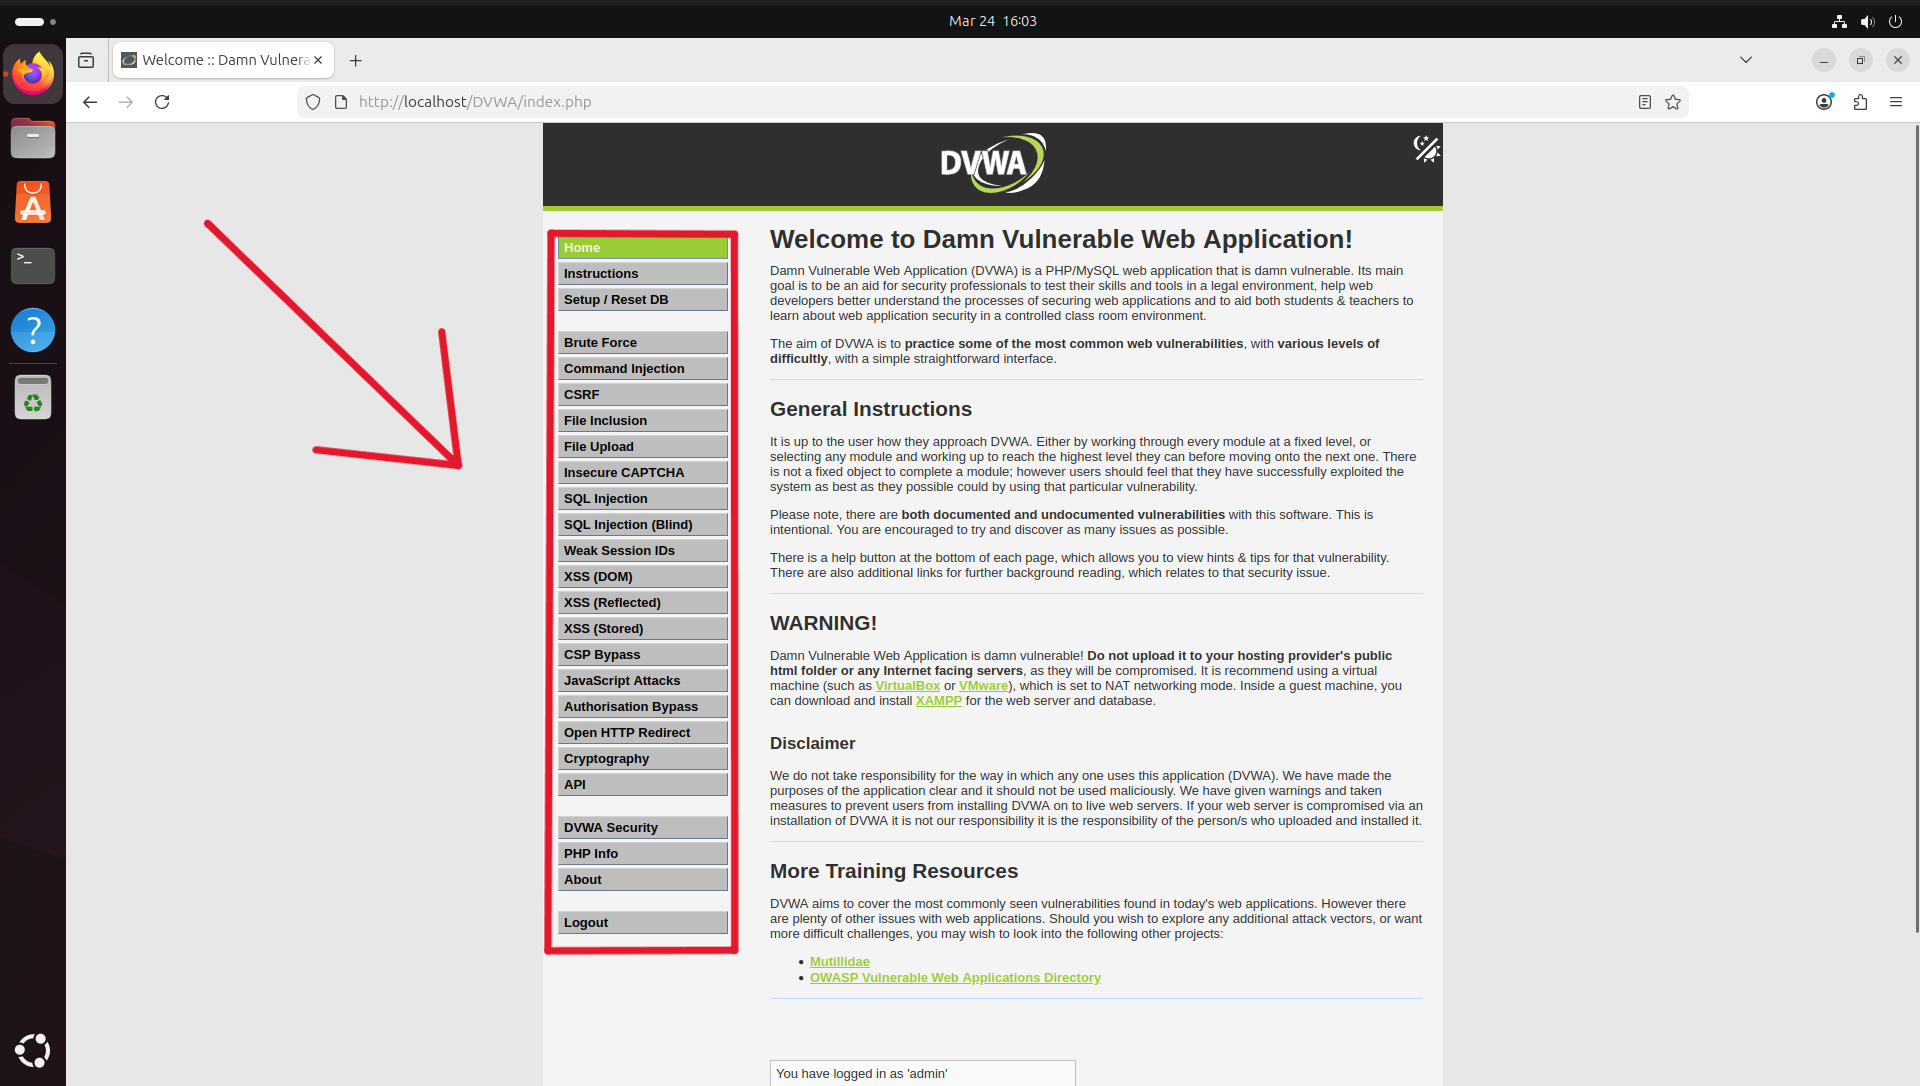 Mar 24 16:03
Welcome :: Damn Vulnera
http://localhost/DVWA/index.php
DVWA
Home
Instructions
Setup / Reset DB
Brute Force
Command Injection
CSRF
File Inclusion
File Upload
Insecure CAPTCHA
SQL Injection
SQL Injection (Blind)
Weak Session IDs
XSS (DOM)
XSS (Reflected)
XSS (Stored)
CSP Bypass
JavaScript Attacks
Authorisation Bypass
Open HTTP Redirect
Cryptography
API
DVWA Security
PHP Info
About
Logout
Welcome to Damn Vulnerable Web Application!
Damn Vulnerable Web Application (DVWA) is a PHP/MySQL web application that is damn vulnerable. Its main
goal is to be an aid for security professionals to test their skills and tools in a legal environment, help web
developers better understand the processes of securing web applications and to aid both students & teachers to
learn about web application security in a controlled class room environment.
The aim of DVWA is to practice some of the most common web vulnerabilities, with various levels of
difficultly, with a simple straightforward interface.
General Instructions
It is up to the user how they approach DVWA. Either by working through every module at a fixed level, or
selecting any module and working up to reach the highest level they can before moving onto the next one. There
is not a fixed object to complete a module; however users should feel that they have successfully exploited the
system as best as they possible could by using that particular vulnerability.
Please note, there are both documented and undocumented vulnerabilities with this software. This is
intentional. You are encouraged to try and discover as many issues as possible.
There is a help button at the bottom of each page, which allows you to view hints & tips for that vulnerability.
There are also additional links for further background reading, which relates to that security issue.
WARNING!
Damn Vulnerable Web Application is damn vulnerable! Do not upload it to your hosting provider's public
html folder or any Internet facing servers, as they will be compromised. It is recommend using a virtual
machine (such as VirtualBox or VMware), which is set to NAT networking mode. Inside a guest machine, you
can download and install XAMPP for the web server and database.
Disclaimer
We do not take responsibility for the way in which any one uses this application (DVWA). We have made the
purposes of the application clear and it should not be used maliciously. We have given warnings and taken
measures to prevent users from installing DVWA on to live web servers. If your web server is compromised via an
installation of DVWA it is not our responsibility it is the responsibility of the person/s who uploaded and installed it.
More Training Resources
DVWA aims to cover the most commonly seen vulnerabilities found in today's web applications. However there
are plenty of other issues with web applications. Should you wish to explore any additional attack vectors, or want
more difficult challenges, you may wish to look into the following other projects:
• Mutillidae
• OWASP Vulnerable Web Applications Directory
You have logged in as 'admin'